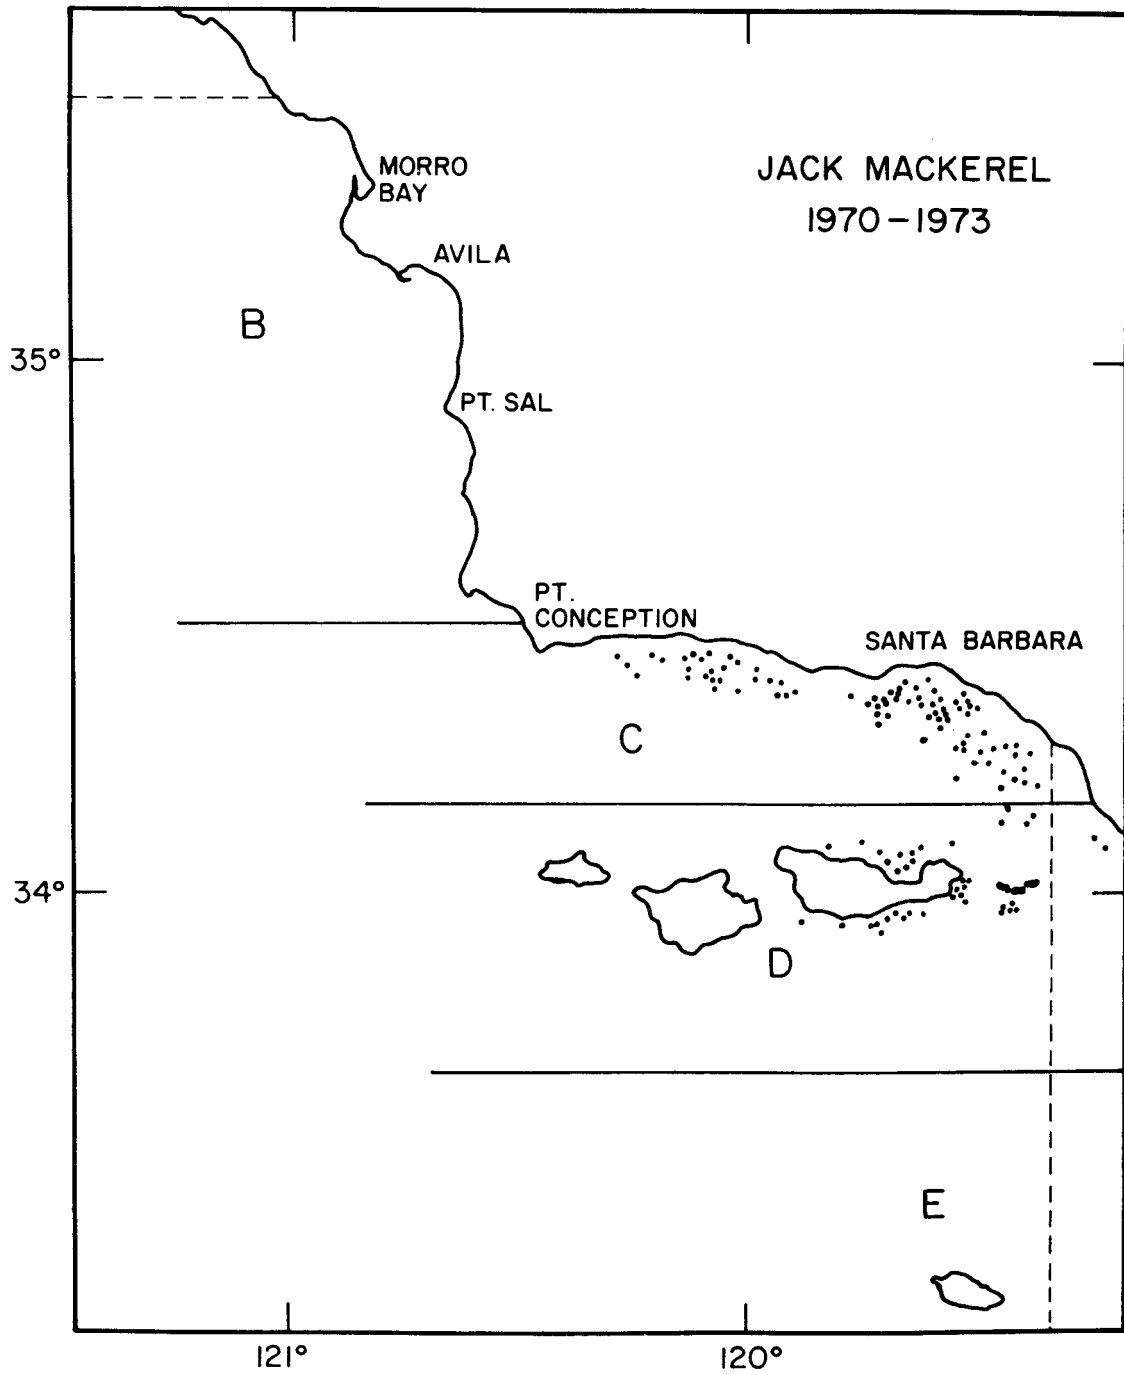 JACK MACKEREL
1970-1973
MORRO
BAY
AVILA
B
35°
PT. SAL
PT.
CONCEPTION
SANTA BARBARA
C
34°
D
E
121°
120°